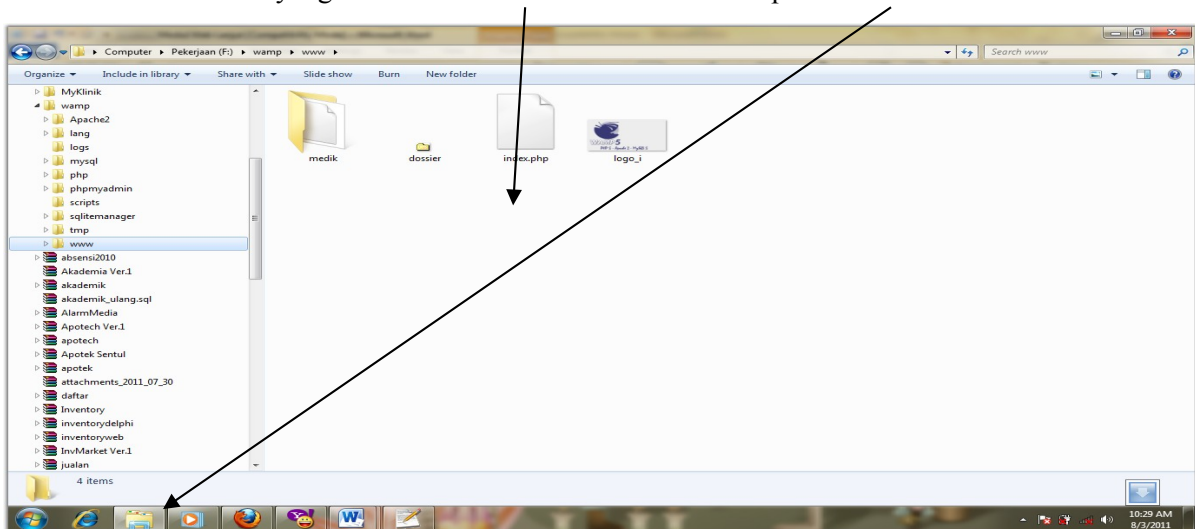 Computer ▸ Pekerjaan (F:) ▸ wamp ▸ www ▸
Search www
Organize Include in library Share with Slide show Burn New folder
MyKlinik
wamp
Apache2
lang
logs
mysql
php
phpmyadmin
scripts
sqlitemanager
tmp
www
absensi2010
Akademia Ver.1
akademik
akademik_ulang.sql
AlarmMedia
Apotech Ver.1
apotech
Apotek Sentul
apotek
attachments_2011_07_30
daftar
Inventory
inventorydelphi
inventoryweb
InvMarket Ver.1
jualan
medik dossier index.php logo_i
4 items
10:29 AM
8/3/2011